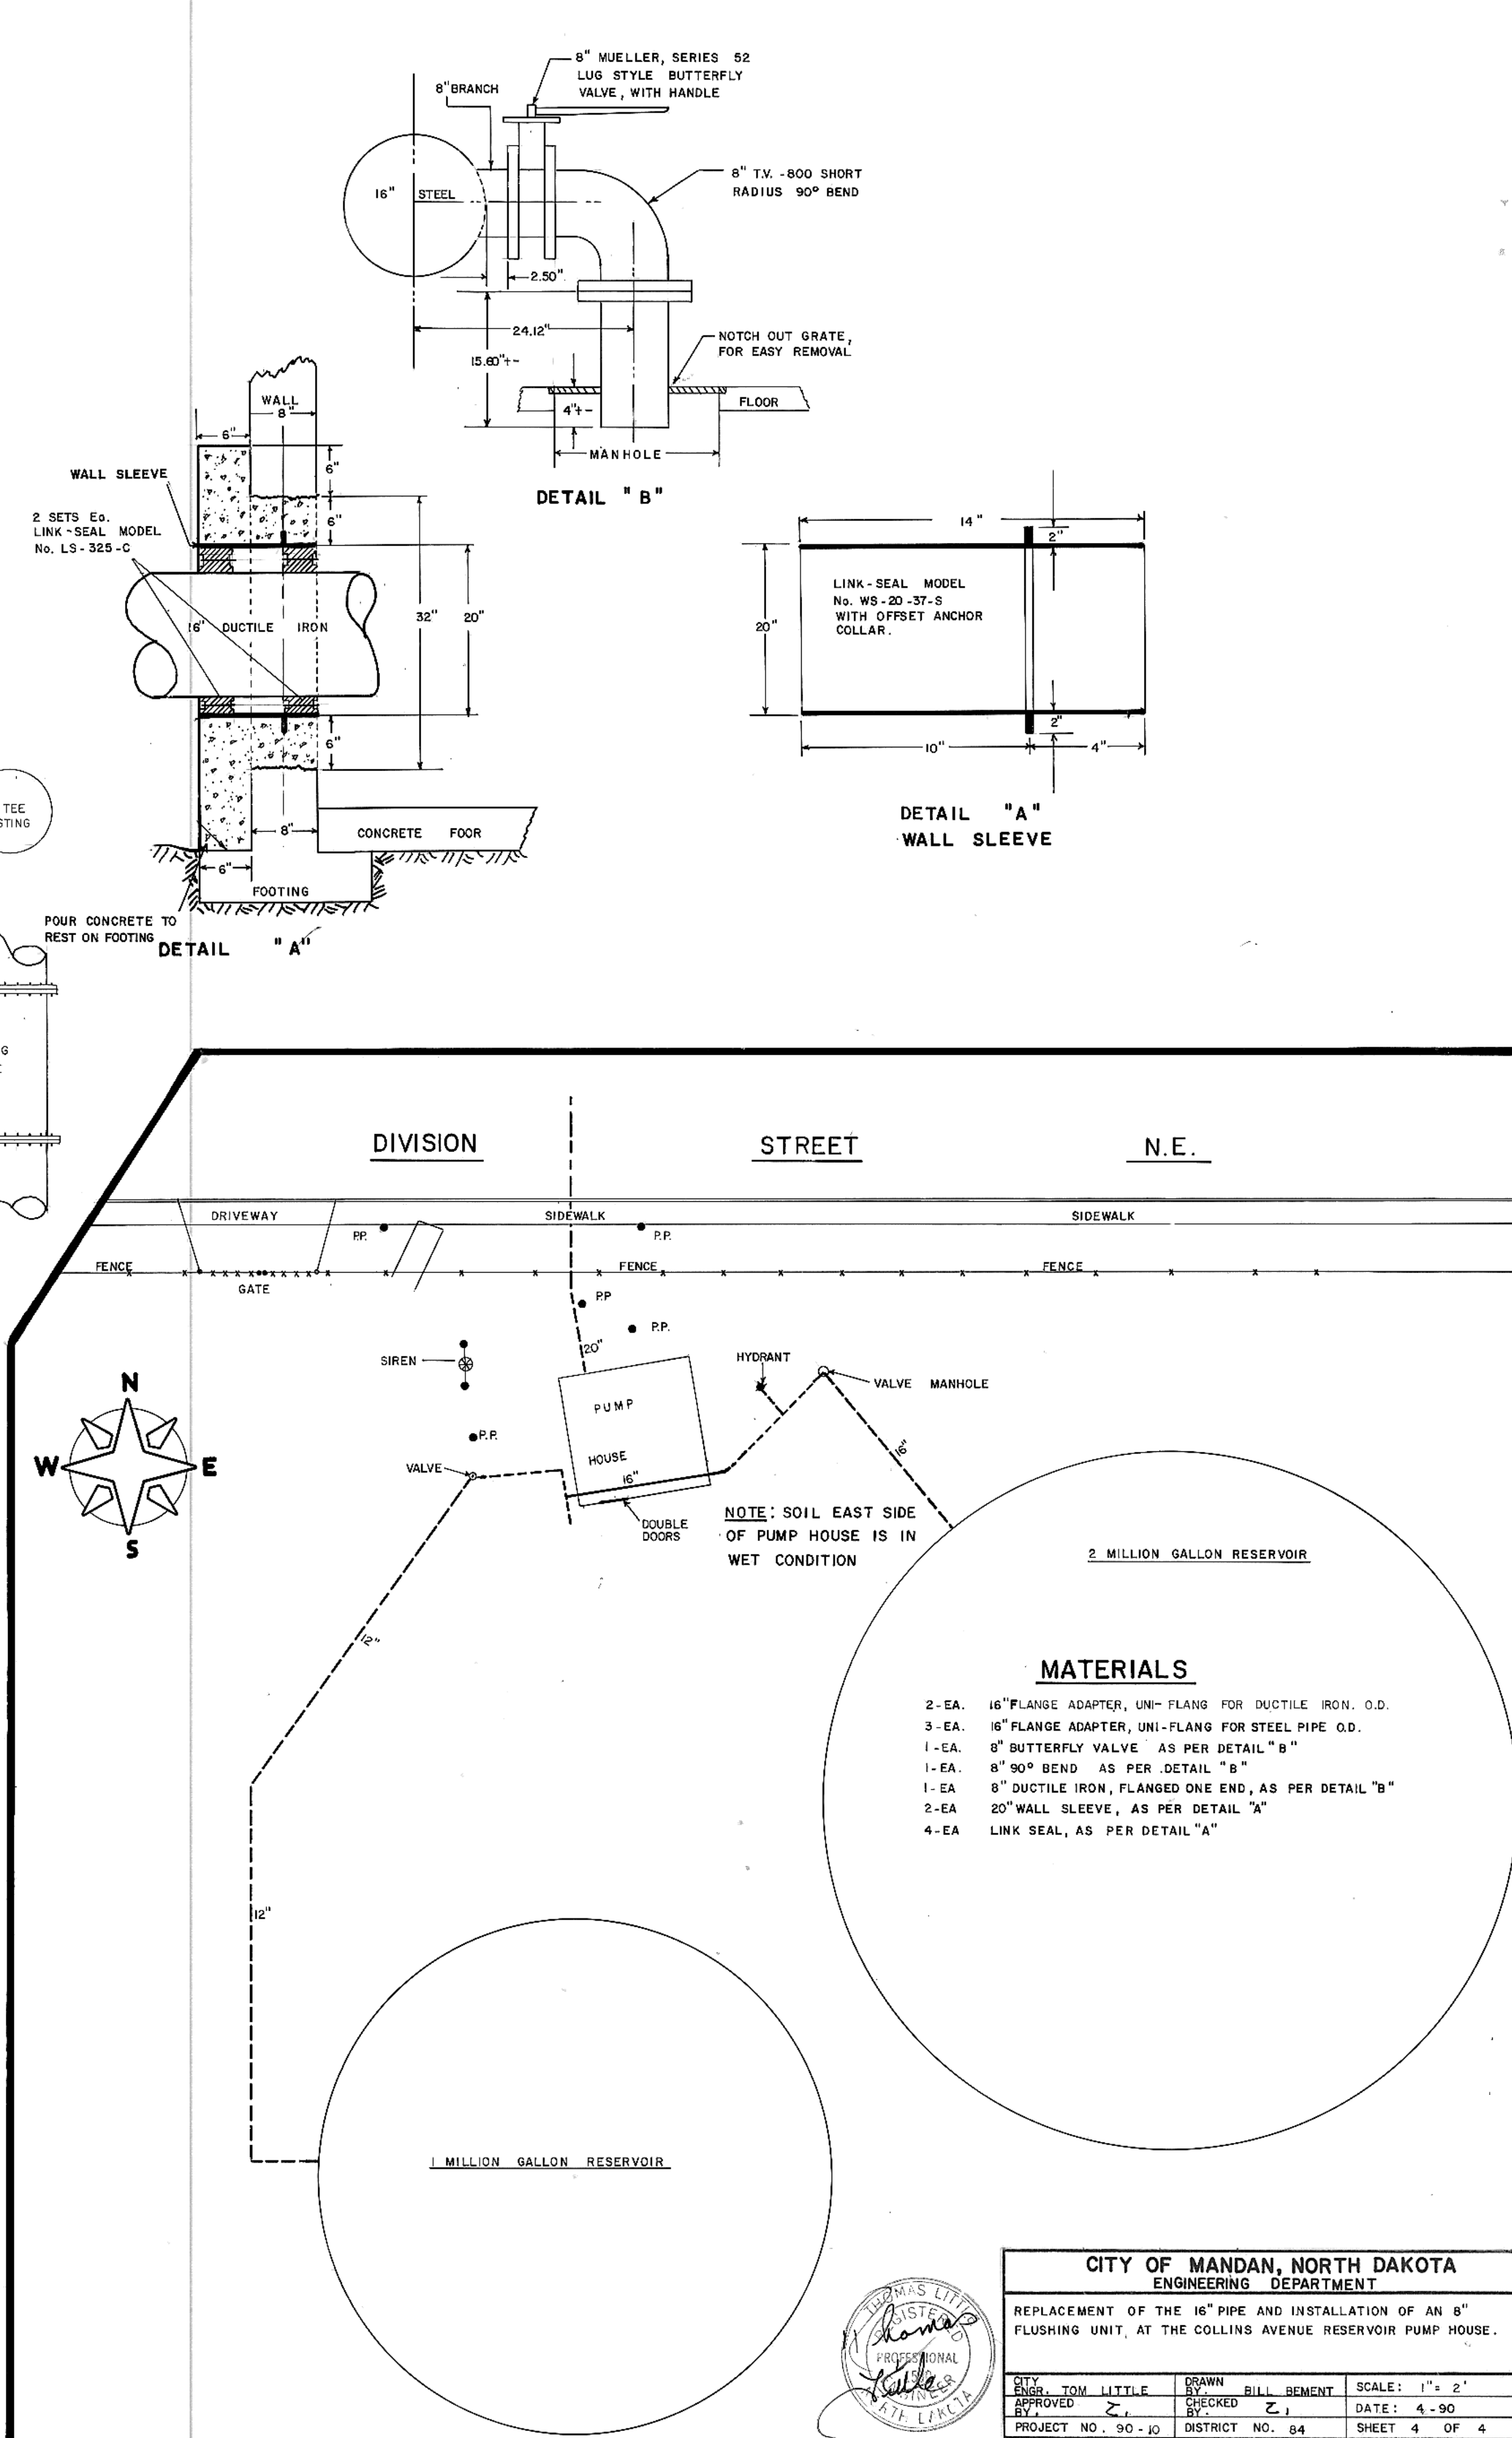 8" MUELLER, SERIES 52
LUG STYLE BUTTERFLY
VALVE, WITH HANDLE
8" BRANCH
16" STEEL
8" T.V. -800 SHORT
RADIUS 90° BEND
2.50"
24.12"
15.60"+-
NOTCH OUT GRATE,
FOR EASY REMOVAL
4"+-
FLOOR
MANHOLE
DETAIL "B"
WALL
8"
6"
6"
WALL SLEEVE
6"
2 SETS Ea.
LINK-SEAL MODEL
No. LS-325-C
16" DUCTILE IRON
32"
20"
6"
8"
CONCRETE FOOR
6"
FOOTING
POUR CONCRETE TO
REST ON FOOTING
DETAIL "A"
14"
2"
LINK-SEAL MODEL
No. WS-20-37-S
WITH OFFSET ANCHOR
COLLAR.
20"
2"
10"
4"
DETAIL "A"
WALL SLEEVE
TEE
STING
G
DIVISION STREET N.E.
DRIVEWAY
SIDEWALK
SIDEWALK
P.P.
P.P.
FENCE
FENCE
FENCE
GATE
P.P
P.P.
20"
SIREN
HYDRANT
VALVE MANHOLE
N
W E
S
PUMP
HOUSE
P.P.
VALVE
16"
16"
DOUBLE
DOORS
NOTE: SOIL EAST SIDE
OF PUMP HOUSE IS IN
WET CONDITION
2 MILLION GALLON RESERVOIR
12"
MATERIALS
2-EA. 16" FLANGE ADAPTER, UNI-FLANG FOR DUCTILE IRON. O.D.
3-EA. 16" FLANGE ADAPTER, UNI-FLANG FOR STEEL PIPE O.D.
1-EA. 8" BUTTERFLY VALVE AS PER DETAIL "B"
1-EA. 8" 90° BEND AS PER DETAIL "B"
1-EA 8" DUCTILE IRON, FLANGED ONE END, AS PER DETAIL "B"
2-EA 20" WALL SLEEVE, AS PER DETAIL "A"
4-EA LINK SEAL, AS PER DETAIL "A"
12"
1 MILLION GALLON RESERVOIR
THOMAS LITTLE
REGISTERED
PROFESSIONAL
ENGINEER
Thomas
Little
CITY OF MANDAN, NORTH DAKOTA
ENGINEERING DEPARTMENT
REPLACEMENT OF THE 16" PIPE AND INSTALLATION OF AN 8"
FLUSHING UNIT, AT THE COLLINS AVENUE RESERVOIR PUMP HOUSE.
CITY ENGR. TOM LITTLE
DRAWN BY. BILL BEMENT
SCALE: 1"= 2'
APPROVED BY.
CHECKED BY.
DATE: 4-90
PROJECT NO. 90-10
DISTRICT NO. 84
SHEET 4 OF 4